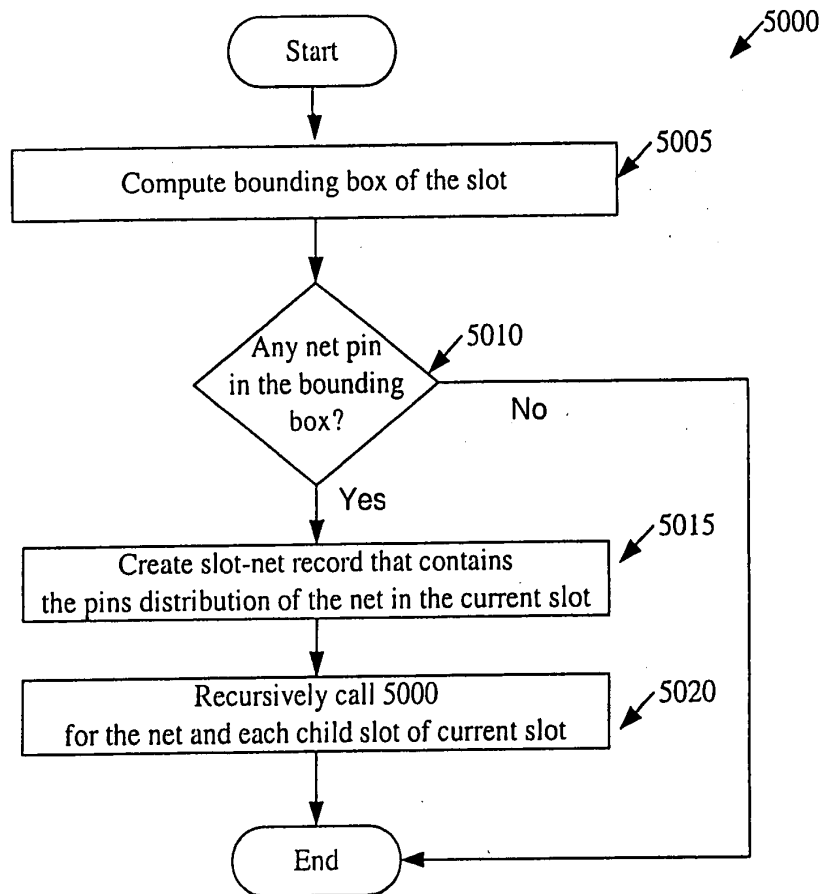 5000
Start
5005
Compute bounding box of the slot
5010
Any net pin
in the bounding
box?
No
Yes
5015
Create slot-net record that contains
the pins distribution of the net in the current slot
5020
Recursively call 5000
for the net and each child slot of current slot
End